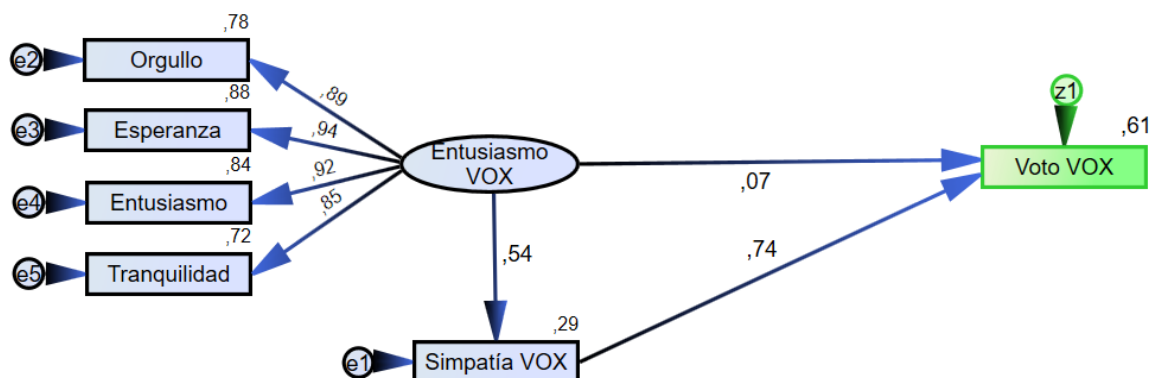 ,78
e2
Orgullo
,89
,88
e3
Esperanza
,94
,84
e4
Entusiasmo
,92
,72
e5
Tranquilidad
,85
Entusiasmo
VOX
,07
z1
,61
Voto VOX
,54
,74
,29
e1
Simpatía VOX